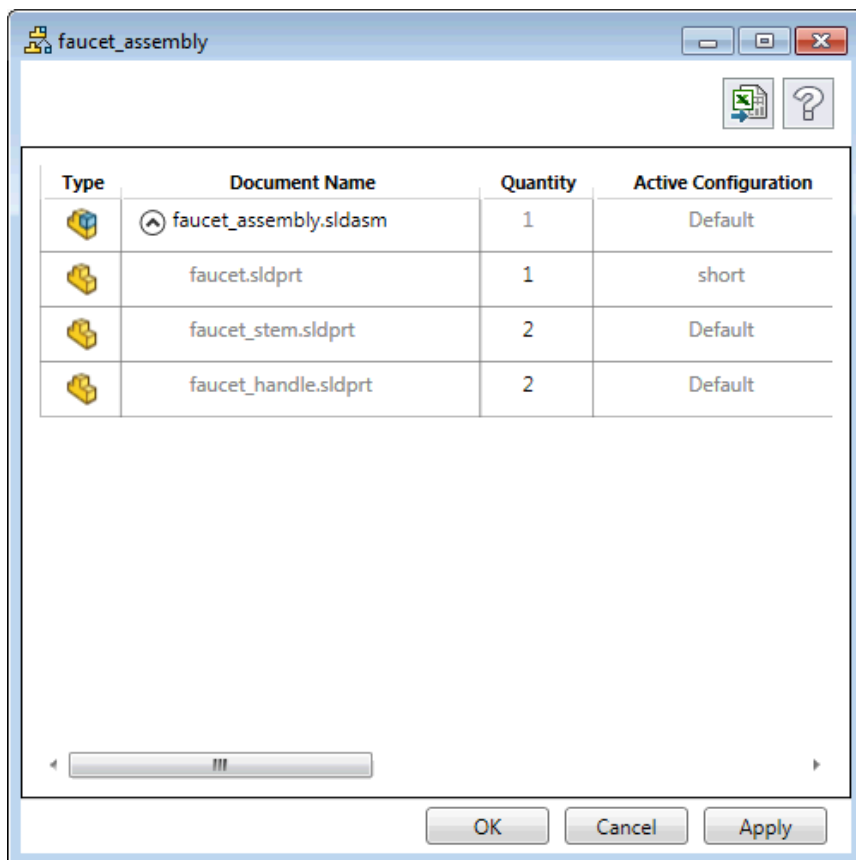 faucet_assembly
Type Document Name Quantity Active Configuration
faucet_assembly.sldasm 1 Default
faucet.sldprt 1 short
faucet_stem.sldprt 2 Default
faucet_handle.sldprt 2 Default
OK Cancel Apply